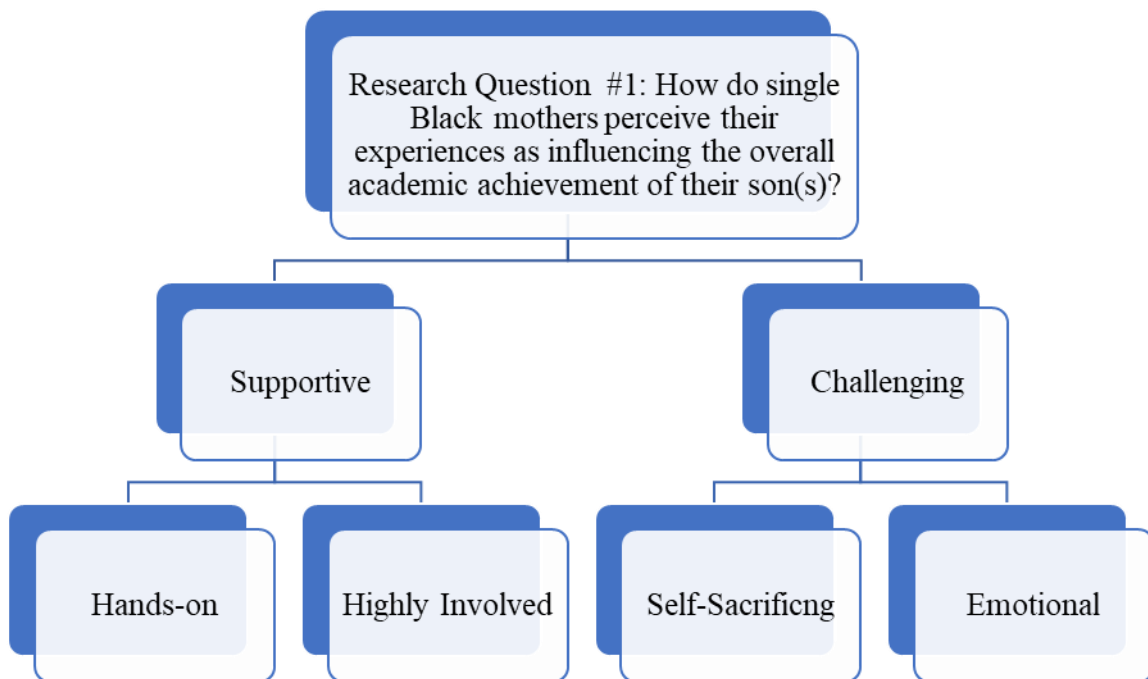 Research Question #1: How do single
Black mothers perceive their
experiences as influencing the overall
academic achievement of their son(s)?
Supportive
Challenging
Hands-on
Highly Involved
Self-Sacrificng
Emotional